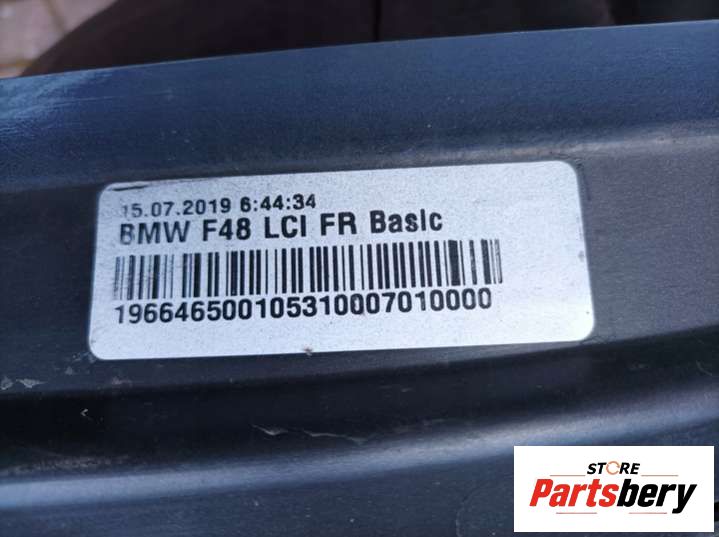 15.07.2019 6:44:34
BMW F48 LCI FR Basic
196646500105310007010000
STORE
Partsbery